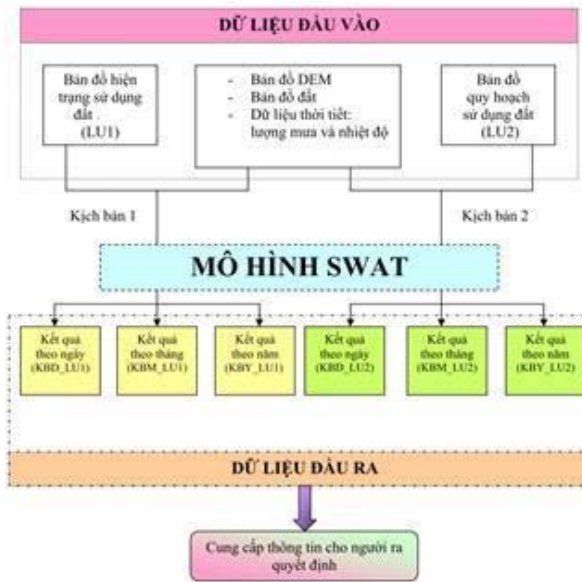 DỮ LIỆU ĐẦU VÀO
Bản đồ hiện
trạng sử dụng
đất .
(LU1)
- Bản đồ DEM
- Bản đồ đất
- Dữ liệu thời tiết:
lượng mưa và nhiệt độ
Bản đồ
quy hoạch
sử dụng đất
(LU2)
Kịch bản 1
Kịch bản 2
MÔ HÌNH SWAT
Kết quả
theo ngày
(KBD_LU1)
Kết quả
theo tháng
(KBM_LU1)
Kết quả
theo năm
(KBY_LU1)
Kết quả
theo ngày
(KBD_LU2)
Kết quả
theo tháng
(KBM_LU2)
Kết quả
theo năm
(KBY_LU2)
DỮ LIỆU ĐẦU RA
Cung cấp thông tin cho người ra
quyết định